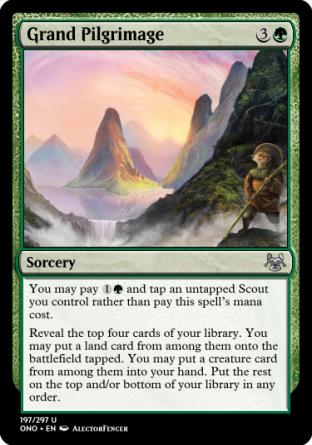 Grand Pilgrimage 3
Sorcery
You may pay 1 and tap an untapped Scout
you control rather than pay this spell's mana
cost.
Reveal the top four cards of your library. You
may put a land card from among them onto the
battlefield tapped. You may put a creature card
from among them into your hand. Put the rest
on the top and/or bottom of your library in any
order.
197/297 U
ONO • EN AlectorFencer